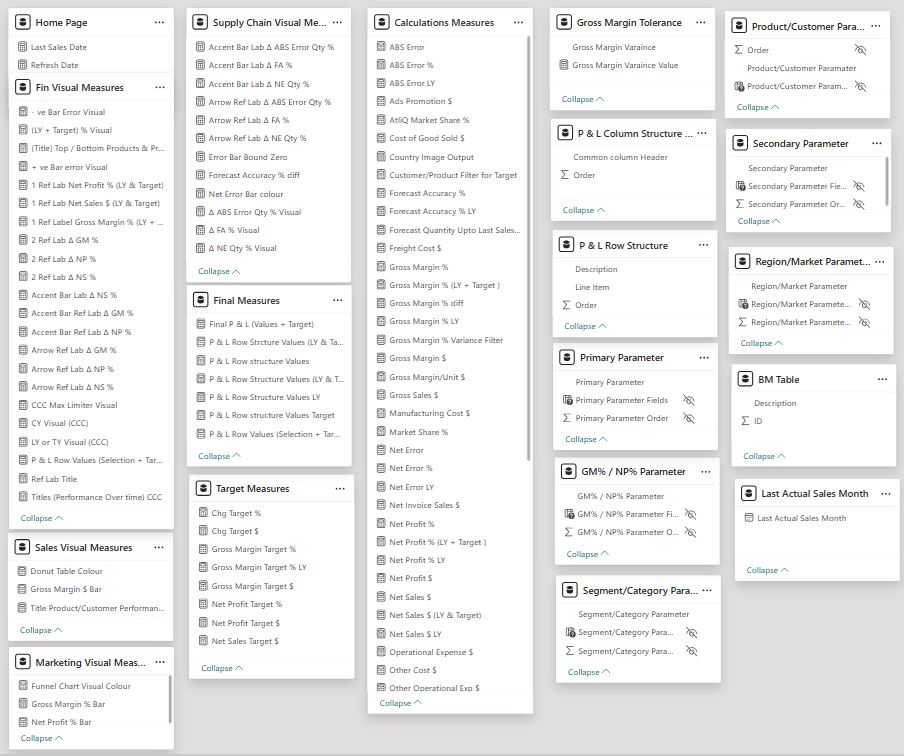 Home Page
Last Sales Date
Refresh Date
Fin Visual Measures
- ve Bar Error Visual
(LY + Target) % Visual
(Title) Top / Bottom Products & Pr...
+ ve Bar error Visual
1 Ref Lab Net Profit % (LY & Target)
1 Ref Lab Net Sales $ (LY & Target)
1 Ref Label Gross Margin % (LY + ...
2 Ref Lab Δ GM %
2 Ref Lab Δ NP %
2 Ref Lab Δ NS %
Accent Bar Lab Δ NS %
Accent Bar Ref Lab Δ GM %
Accent Bar Ref Lab Δ NP %
Arrow Ref Lab Δ GM %
Arrow Ref Lab Δ NP %
Arrow Ref Lab Δ NS %
CCC Max Limiter Visual
CY Visual (CCC)
LY or TY Visual (CCC)
P & L Row Values (Selection + Tar...
Ref Lab Title
Titles (Performance Over time) CCC
Collapse
Sales Visual Measures
Donut Table Colour
Gross Margin $ Bar
Title Product/Customer Performan...
Collapse
Marketing Visual Meas...
Funnel Chart Visual Colour
Gross Margin % Bar
Net Profit % Bar
Collapse
Supply Chain Visual Me...
Accent Bar Lab Δ ABS Error Qty %
Accent Bar Lab Δ FA %
Accent Bar Lab Δ NE Qty %
Arrow Ref Lab Δ ABS Error Qty %
Arrow Ref Lab Δ FA %
Arrow Ref Lab Δ NE Qty %
Error Bar Bound Zero
Forecast Accuracy % diff
Net Error Bar colour
Δ ABS Error Qty % Visual
Δ FA % Visual
Δ NE Qty % Visual
Collapse
Final Measures
Final P & L (Values + Target)
P & L Row Strcture Values (LY & Ta...
P & L Row structure Values
P & L Row Structure Values (LY & T...
P & L Row Structure Values LY
P & L Row structure Values Target
P & L Row Values (Selection + Tar...
Collapse
Target Measures
Chg Target %
Chg Target $
Gross Margin Target %
Gross Margin Target % LY
Gross Margin Target $
Net Profit Target %
Net Profit Target $
Net Sales Target $
Collapse
Calculations Measures
ABS Error
ABS Error %
ABS Error LY
Ads Promotion $
AtliQ Market Share %
Cost of Good Sold $
Country Image Output
Customer/Product Filter for Target
Forecast Accuracy %
Forecast Accuracy % LY
Forecast Quantity Upto Last Sales...
Freight Cost $
Gross Margin %
Gross Margin % (LY + Target )
Gross Margin % diff
Gross Margin % LY
Gross Margin % Variance Filter
Gross Margin $
Gross Margin/Unit $
Gross Sales $
Manufacturing Cost $
Market Share %
Net Error
Net Error %
Net Error LY
Net Invoice Sales $
Net Profit %
Net Profit % (LY + Target )
Net Profit % LY
Net Profit $
Net Sales $
Net Sales $ (LY & Target)
Net Sales $ LY
Operational Expense $
Other Cost $
Other Operational Exp $
Collapse
Gross Margin Tolerance
Gross Margin Varaince
Gross Margin Varaince Value
Collapse
P & L Column Structure ...
Common column Header
Order
Collapse
P & L Row Structure
Description
Line Item
Order
Collapse
Primary Parameter
Primary Parameter
Primary Parameter Fields
Primary Parameter Order
Collapse
GM% / NP% Parameter
GM% / NP% Parameter
GM% / NP% Parameter Fi...
GM% / NP% Parameter O...
Collapse
Segment/Category Para...
Segment/Category Parameter
Segment/Category Para...
Segment/Category Para...
Collapse
Product/Customer Para...
Order
Product/Customer Paramater
Product/Customer Param...
Collapse
Secondary Parameter
Secondary Parameter
Secondary Parameter Fie...
Secondary Parameter Or...
Collapse
Region/Market Paramet...
Region/Market Parameter
Region/Market Paramete...
Region/Market Paramete...
Collapse
BM Table
Description
ID
Collapse
Last Actual Sales Month
Last Actual Sales Month
Collapse